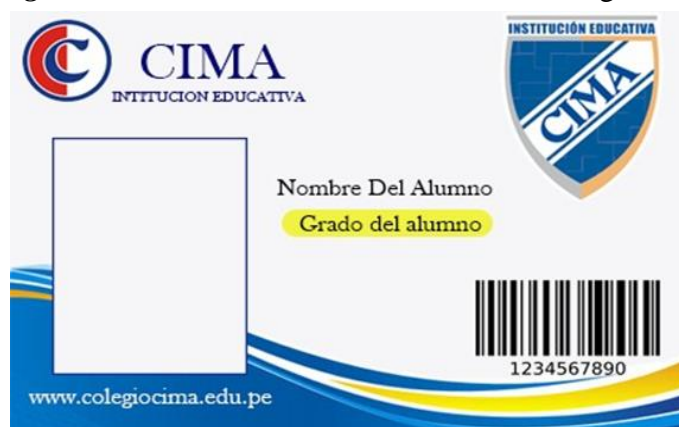 CIMA
INTITUCION EDUCATIVA
INSTITUCIÓN EDUCATIVA
CIMA
Nombre Del Alumno
Grado del alumno
1234567890
www.colegiocima.edu.pe